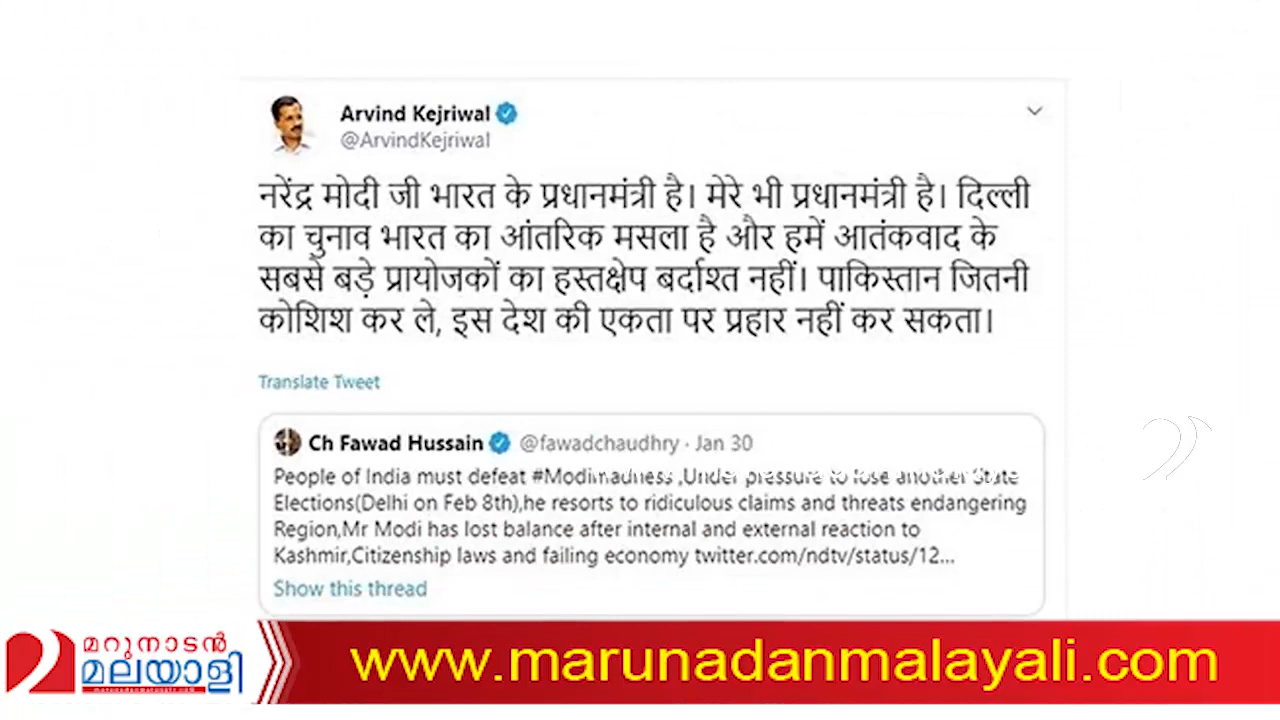 Arvind Kejriwal
@ArvindKejriwal
नरेंद्र मोदी जी भारत के प्रधानमंत्री है। मेरे भी प्रधानमंत्री है। दिल्ली
का चुनाव भारत का आंतरिक मसला है और हमें आतंकवाद के
सबसे बड़े प्रायोजकों का हस्तक्षेप बर्दाश्त नहीं। पाकिस्तान जितनी
कोशिश कर ले, इस देश की एकता पर प्रहार नहीं कर सकता।
Translate Tweet
Ch Fawad Hussain @fawadchaudhry · Jan 30
People of India must defeat #Modimadness ,Under pressure to lose another State
Elections(Delhi on Feb 8th),he resorts to ridiculous claims and threats endangering
Region,Mr Modi has lost balance after internal and external reaction to
Kashmir,Citizenship laws and failing economy twitter.com/ndtv/status/12...
Show this thread
മറുനാടൻ
മലയാളി
www.marunadanmalayali.com